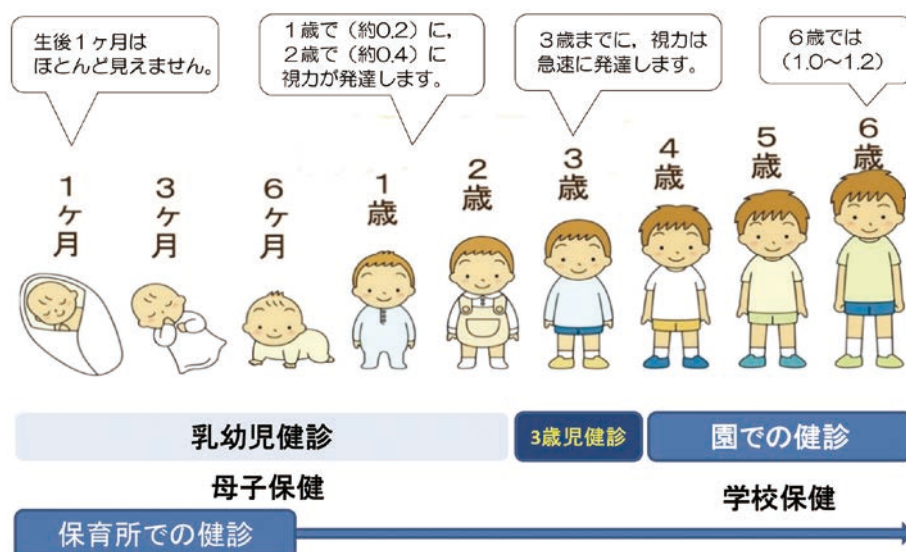 生後1ヶ月は
ほとんど見えません。
1歳で（約0.2）に，
2歳で（約0.4）に
視力が発達します。
3歳までに，視力は
急速に発達します。
6歳では
（1.0～1.2）
1ヶ月
3ヶ月
6ヶ月
1歳
2歳
3歳
4歳
5歳
6歳
乳幼児健診
3歳児健診
園での健診
母子保健
学校保健
保育所での健診